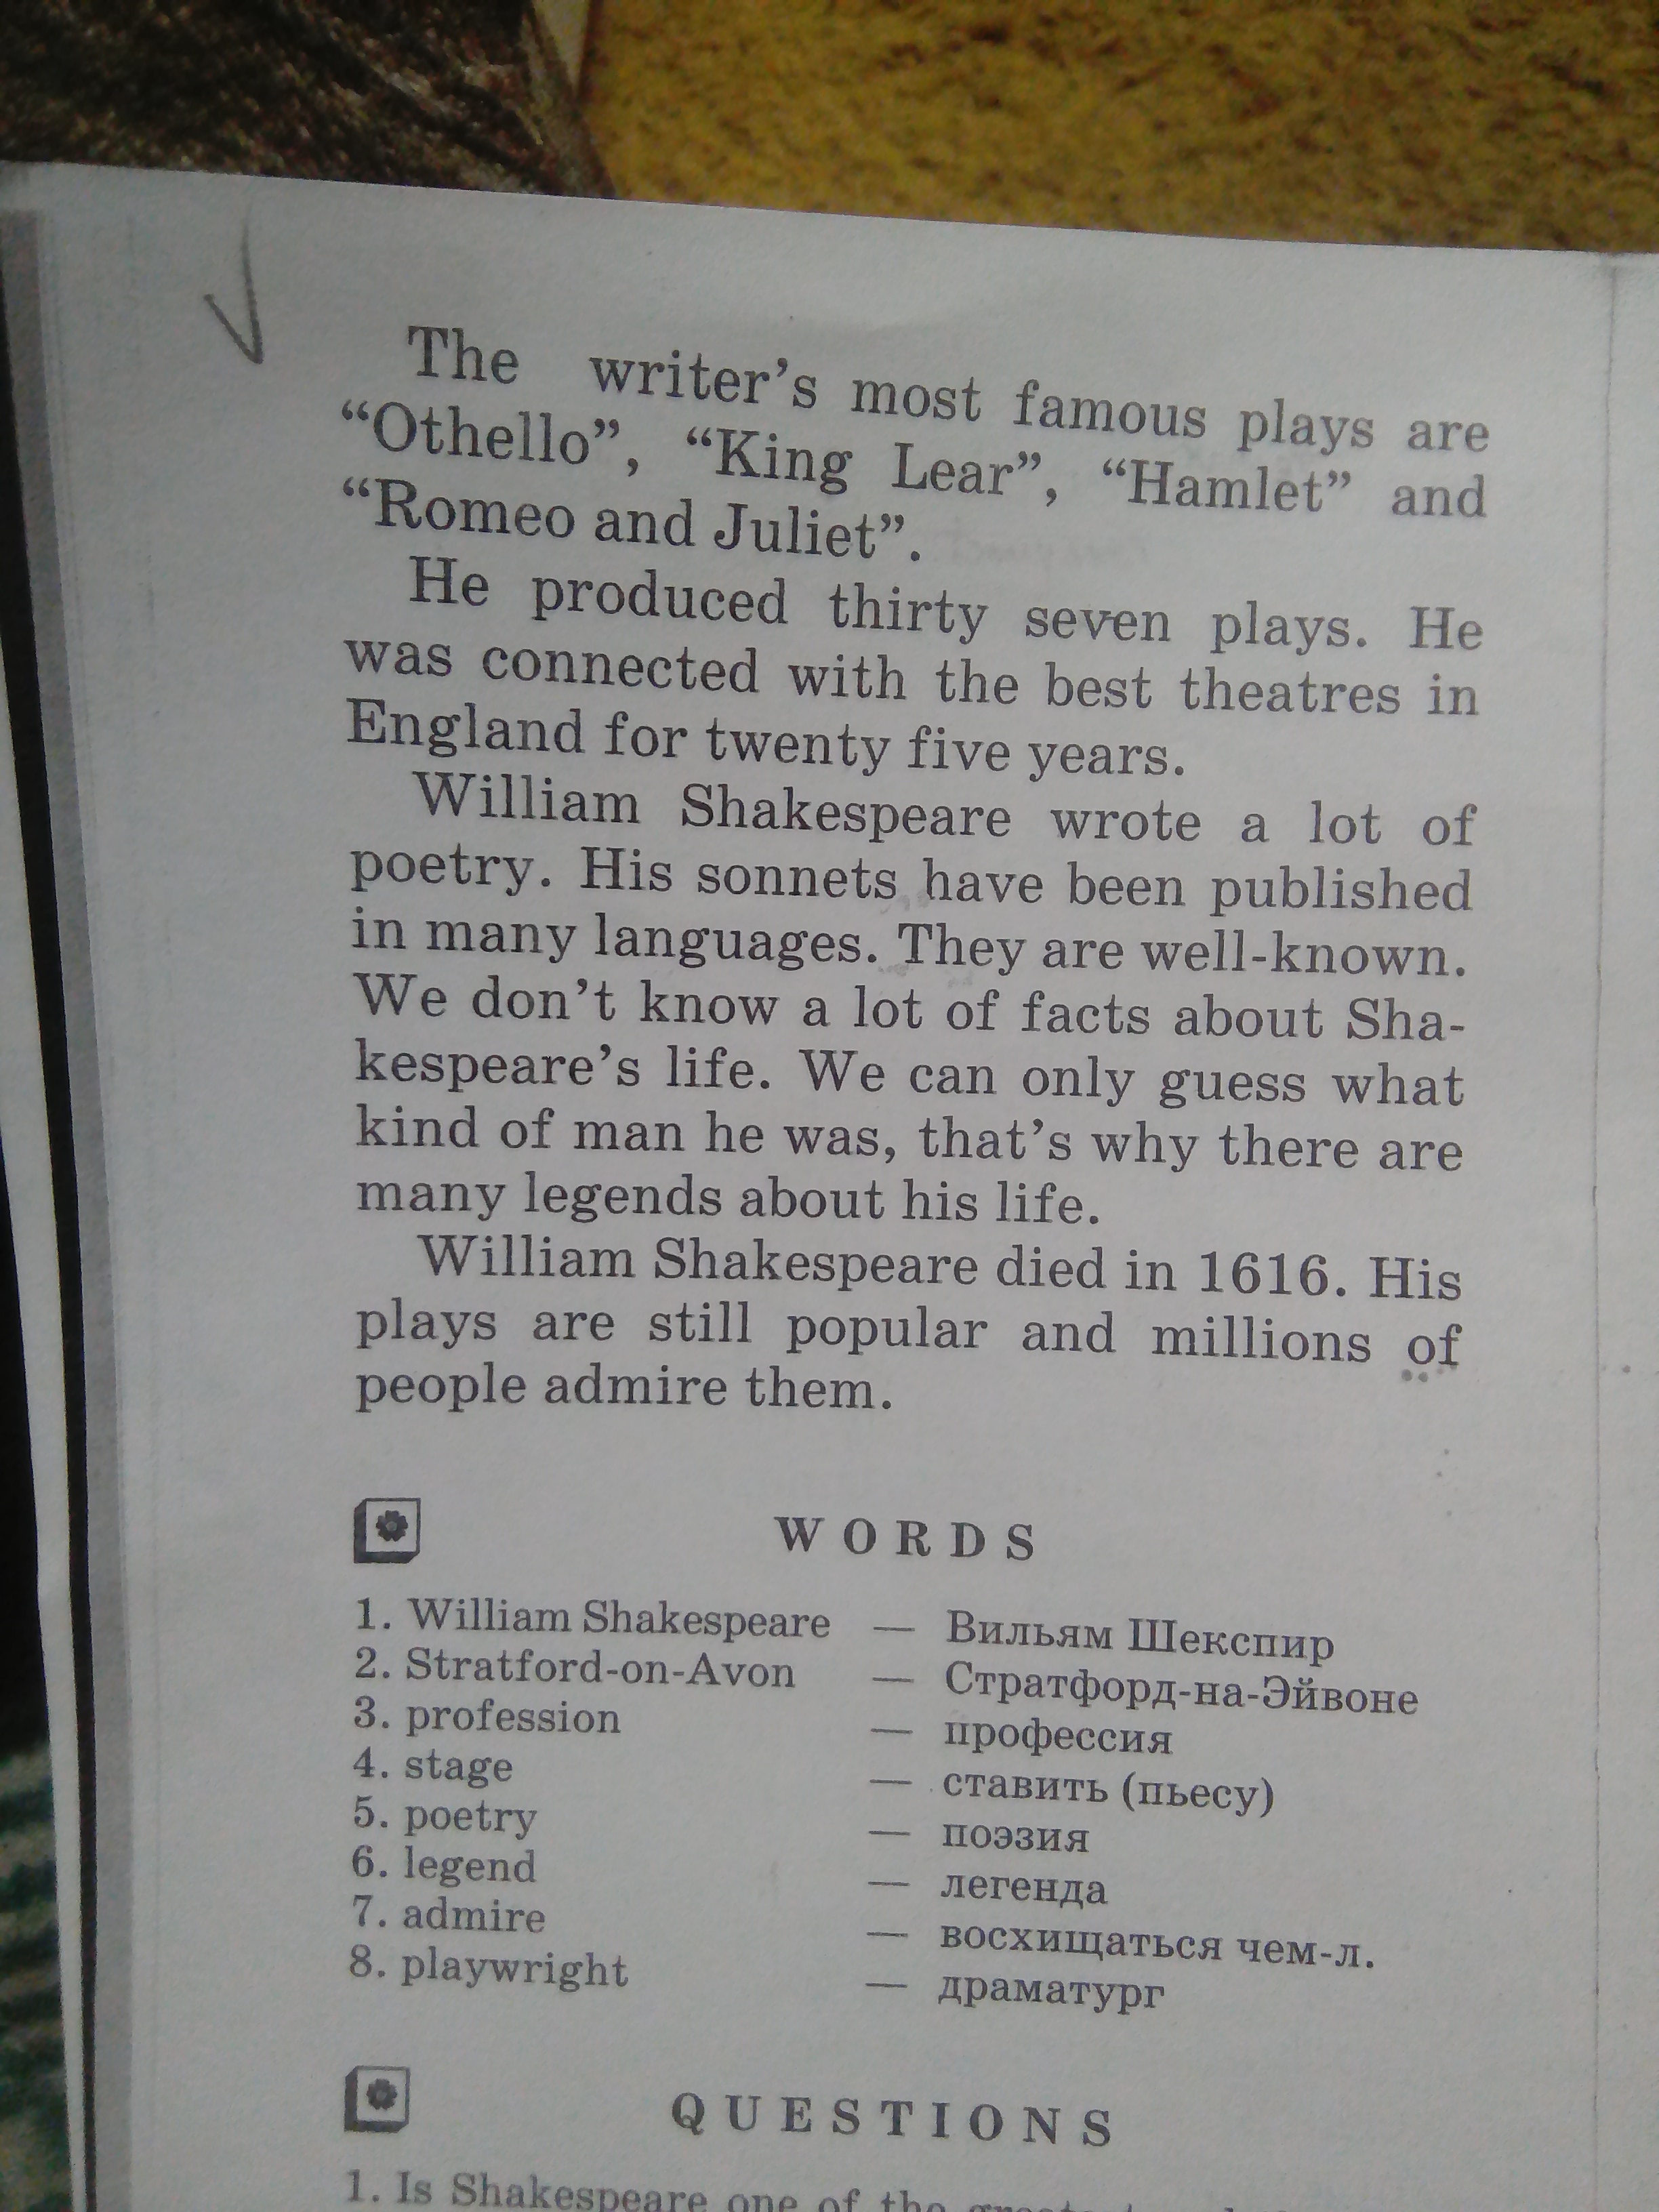 The writer's most famous plays are
“Othello”, “King Lear”, “Hamlet” and
“Romeo and Juliet”.
He produced thirty seven plays. He
was connected with the best theatres in
England for twenty five years.
William Shakespeare wrote a lot of
poetry. His sonnets have been published
in many languages. They are well-known.
We don't know a lot of facts about Sha-
kespeare's life. We can only guess what
kind of man he was, that's why there are
many legends about his life.
William Shakespeare died in 1616. His
plays are still popular and millions of
people admire them.
WORDS
1. William Shakespeare — Вильям Шекспир
2. Stratford-on-Avon — Стратфорд-на-Эйвоне
3. profession — профессия
4. stage — ставить (пьесу)
5. poetry — поэзия
6. legend — легенда
7. admire — восхищаться чем-л.
8. playwright — драматург
QUESTIONS
1. Is Shakespeare one of the